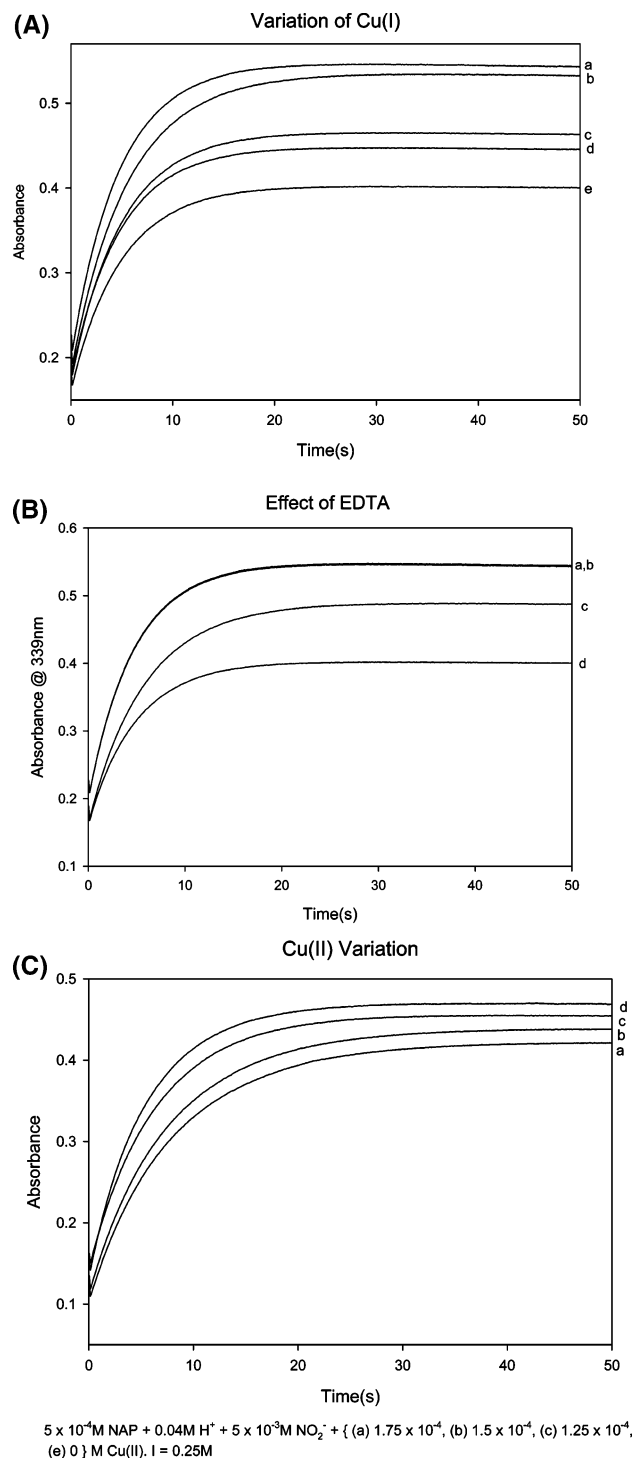 (A)
Variation of Cu(I)
Absorbance
0.5
0.4
0.3
0.2
a
b
c
d
e
0 10 20 30 40 50
Time(s)
(B)
Effect of EDTA
Absorbance @ 339nm
0.6
0.5
0.4
0.3
0.2
0.1
a,b
c
d
0 10 20 30 40 50
Time(s)
(C)
Cu(II) Variation
Absorbance
0.5
0.4
0.3
0.2
0.1
d
c
b
a
0 10 20 30 40 50
Time(s)
5 x 10⁻⁴M NAP + 0.04M H⁺ + 5 x 10⁻³M NO₂⁻ + { (a) 1.75 x 10⁻⁴, (b) 1.5 x 10⁻⁴, (c) 1.25 x 10⁻⁴,
(e) 0 } M Cu(II). I = 0.25M